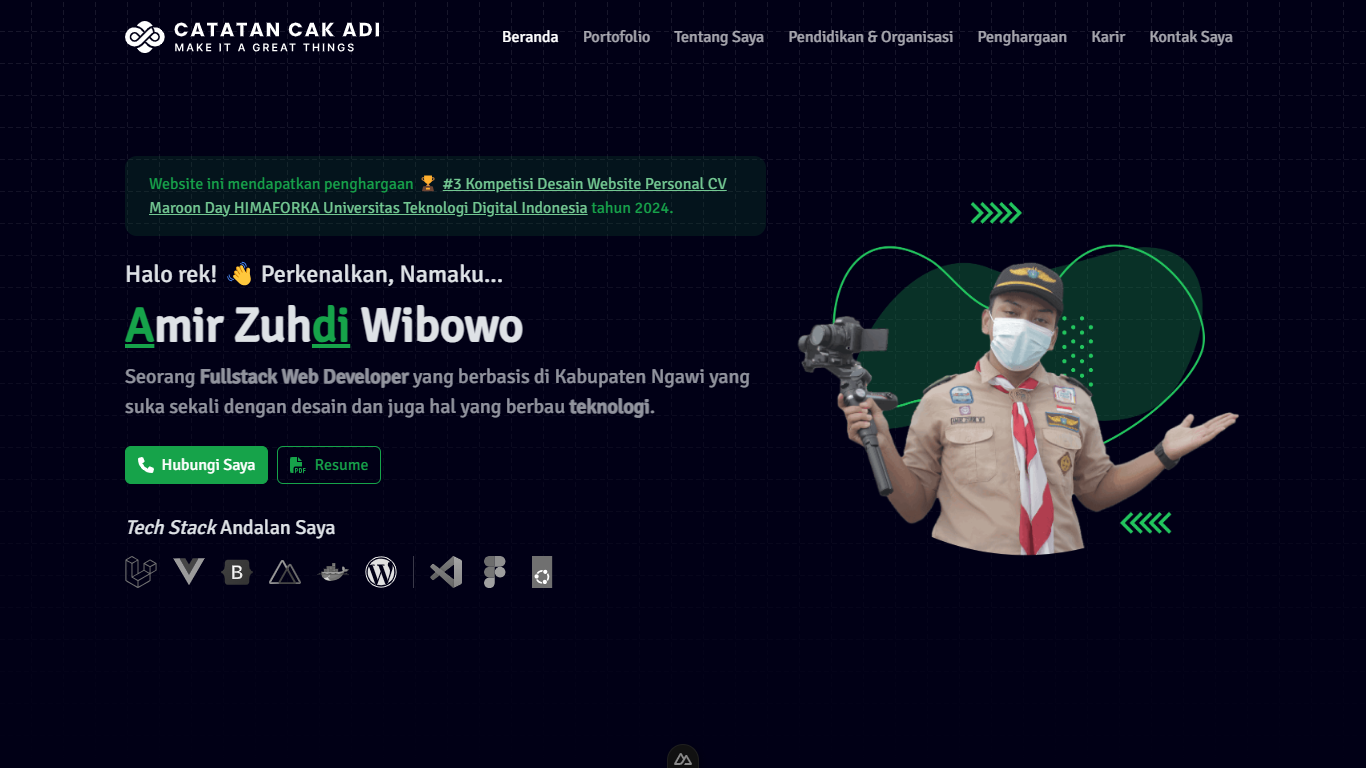 CATATAN CAK ADI
MAKE IT A GREAT THINGS
Beranda Portofolio Tentang Saya Pendidikan & Organisasi Penghargaan Karir Kontak Saya
Website ini mendapatkan penghargaan 🏆 #3 Kompetisi Desain Website Personal CV
Maroon Day HIMAFORKA Universitas Teknologi Digital Indonesia tahun 2024.
Halo rek! 👋 Perkenalkan, Namaku...
Amir Zuhdi Wibowo
Seorang Fullstack Web Developer yang berbasis di Kabupaten Ngawi yang
suka sekali dengan desain dan juga hal yang berbau teknologi.
Hubungi Saya
PDF Resume
Tech Stack Andalan Saya
B